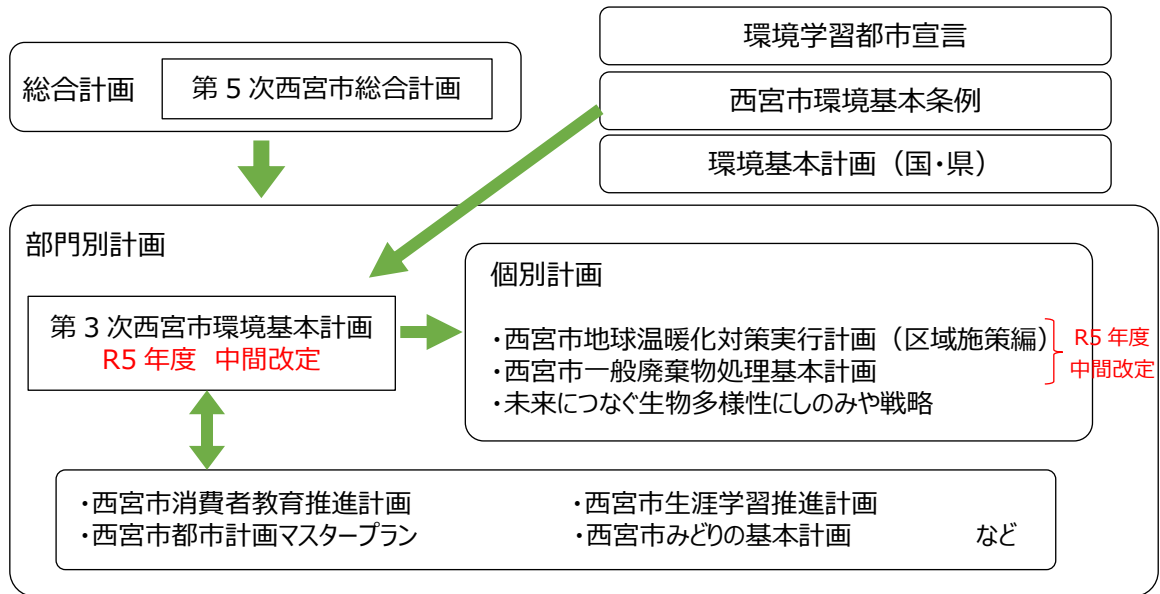 環境学習都市宣言
総合計画
第5次西宮市総合計画
西宮市環境基本条例
環境基本計画（国・県）
部門別計画
第3次西宮市環境基本計画
R5年度 中間改定
個別計画
・西宮市地球温暖化対策実行計画（区域施策編）
・西宮市一般廃棄物処理基本計画
・未来につなぐ生物多様性にしのみや戦略
R5年度
中間改定
・西宮市消費者教育推進計画 ・西宮市生涯学習推進計画
・西宮市都市計画マスタープラン ・西宮市みどりの基本計画 など